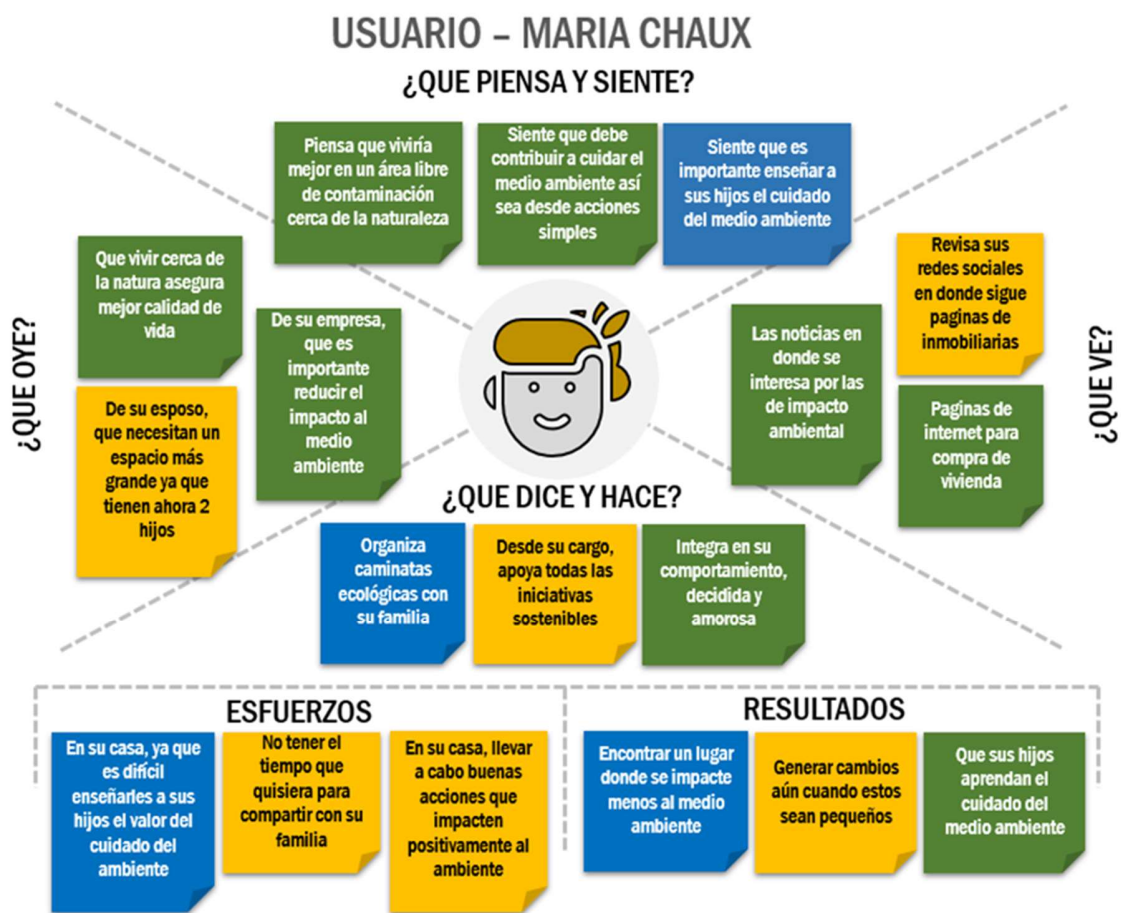 USUARIO – MARIA CHAUX
¿QUE PIENSA Y SIENTE?
Piensa que viviría
mejor en un área libre
de contaminación
cerca de la naturaleza
Siente que debe
contribuir a cuidar el
medio ambiente así
sea desde acciones
simples
Siente que es
importante enseñar a
sus hijos el cuidado
del medio ambiente
¿QUE OYE?
Que vivir cerca de
la natura asegura
mejor calidad de
vida
De su esposo,
que necesitan un
espacio más
grande ya que
tienen ahora 2
hijos
De su empresa,
que es
importante
reducir el
impacto al
medio
ambiente
¿QUE VE?
Las noticias en
donde se
interesa por las
de impacto
ambiental
Revisa sus
redes sociales
en donde sigue
paginas de
inmobiliarias
Paginas de
internet para
compra de
vivienda
¿QUE DICE Y HACE?
Organiza
caminatas
ecológicas con
su familia
Desde su cargo,
apoya todas las
iniciativas
sostenibles
Integra en su
comportamiento,
decidida y
amorosa
ESFUERZOS
En su casa, ya que
es difícil
enseñarles a sus
hijos el valor del
cuidado del
ambiente
No tener el
tiempo que
quisiera para
compartir con su
familia
En su casa, llevar
a cabo buenas
acciones que
impacten
positivamente al
ambiente
RESULTADOS
Encontrar un lugar
donde se impacte
menos al medio
ambiente
Generar cambios
aún cuando estos
sean pequeños
Que sus hijos
aprendan el
cuidado del
medio ambiente